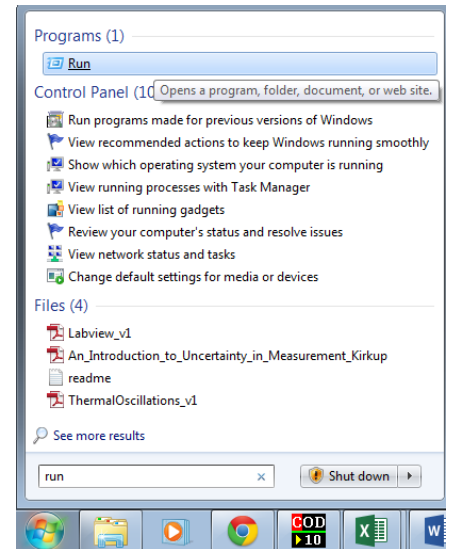 Programs (1)
Run
Control Panel (10
Opens a program, folder, document, or web site.
Run programs made for previous versions of Windows
View recommended actions to keep Windows running smoothly
Show which operating system your computer is running
View running processes with Task Manager
View list of running gadgets
Review your computer's status and resolve issues
View network status and tasks
Change default settings for media or devices
Files (4)
Labview_v1
An_Introduction_to_Uncertainty_in_Measurement_Kirkup
readme
ThermalOscillations_v1
See more results
run
Shut down
COD
10
X
W